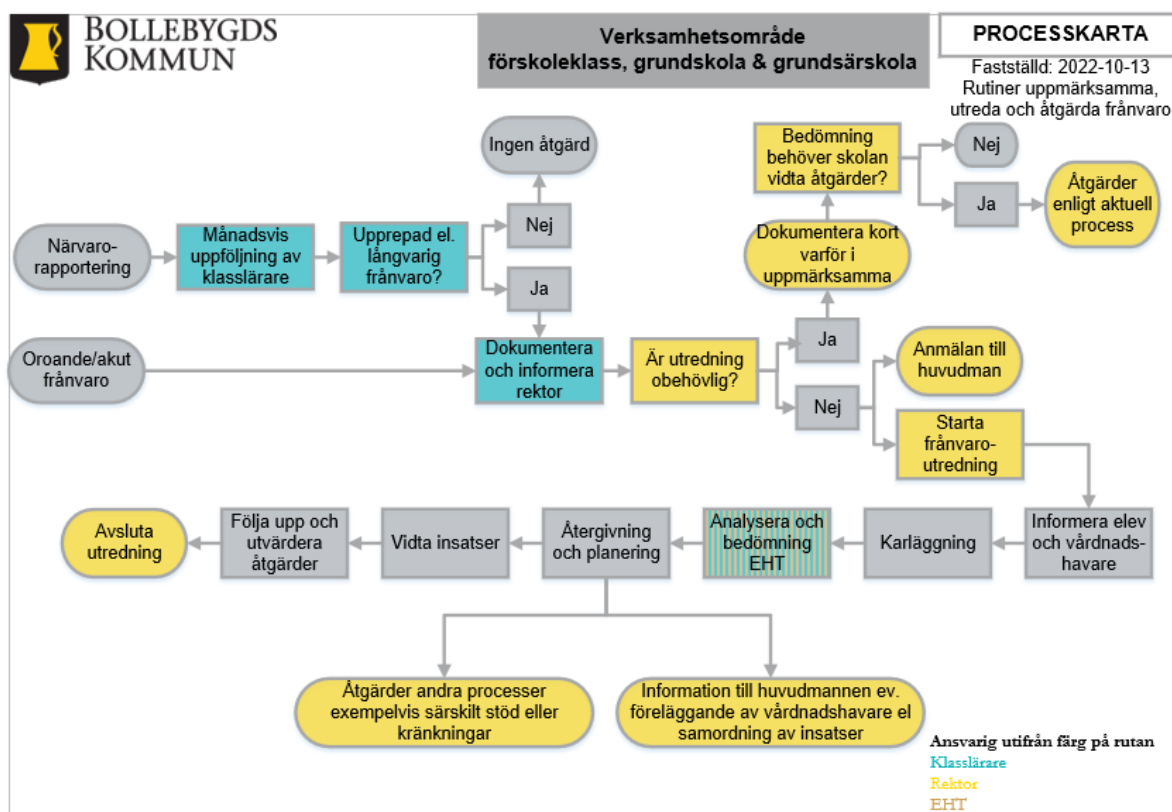 BOLLEBYGDS
KOMMUN
Verksamhetsområde
förskoleklass, grundskola & grundsärskola
PROCESSKARTA
Fastställd: 2022-10-13
Rutiner uppmärksamma,
utreda och åtgärda frånvaro
Ingen åtgärd
Bedömning
behöver skolan
vidta åtgärder?
Nej
Ja
Åtgärder
enligt aktuell
process
Närvaro-
rapportering
Månadsvis
uppföljning av
klasslärare
Upprepad el.
långvarig
frånvaro?
Nej
Ja
Dokumentera kort
varför i
uppmärksamma
Oroande/akut
frånvaro
Dokumentera
och informera
rektor
Är utredning
obehövlig?
Ja
Nej
Anmälan till
huvudman
Starta
frånvaro-
utredning
Avsluta
utredning
Följa upp och
utvärdera
åtgärder
Vidta insatser
Återgivning
och planering
Analysera och
bedömning
EHT
Karläggning
Informera elev
och vårdnads-
havare
Åtgärder andra processer
exempelvis särskilt stöd eller
kränkningar
Information till huvudmannen ev.
föreläggande av vårdnadshavare el
samordning av insatser
Ansvarig utifrån färg på rutan
Klasslärare
Rektor
EHT